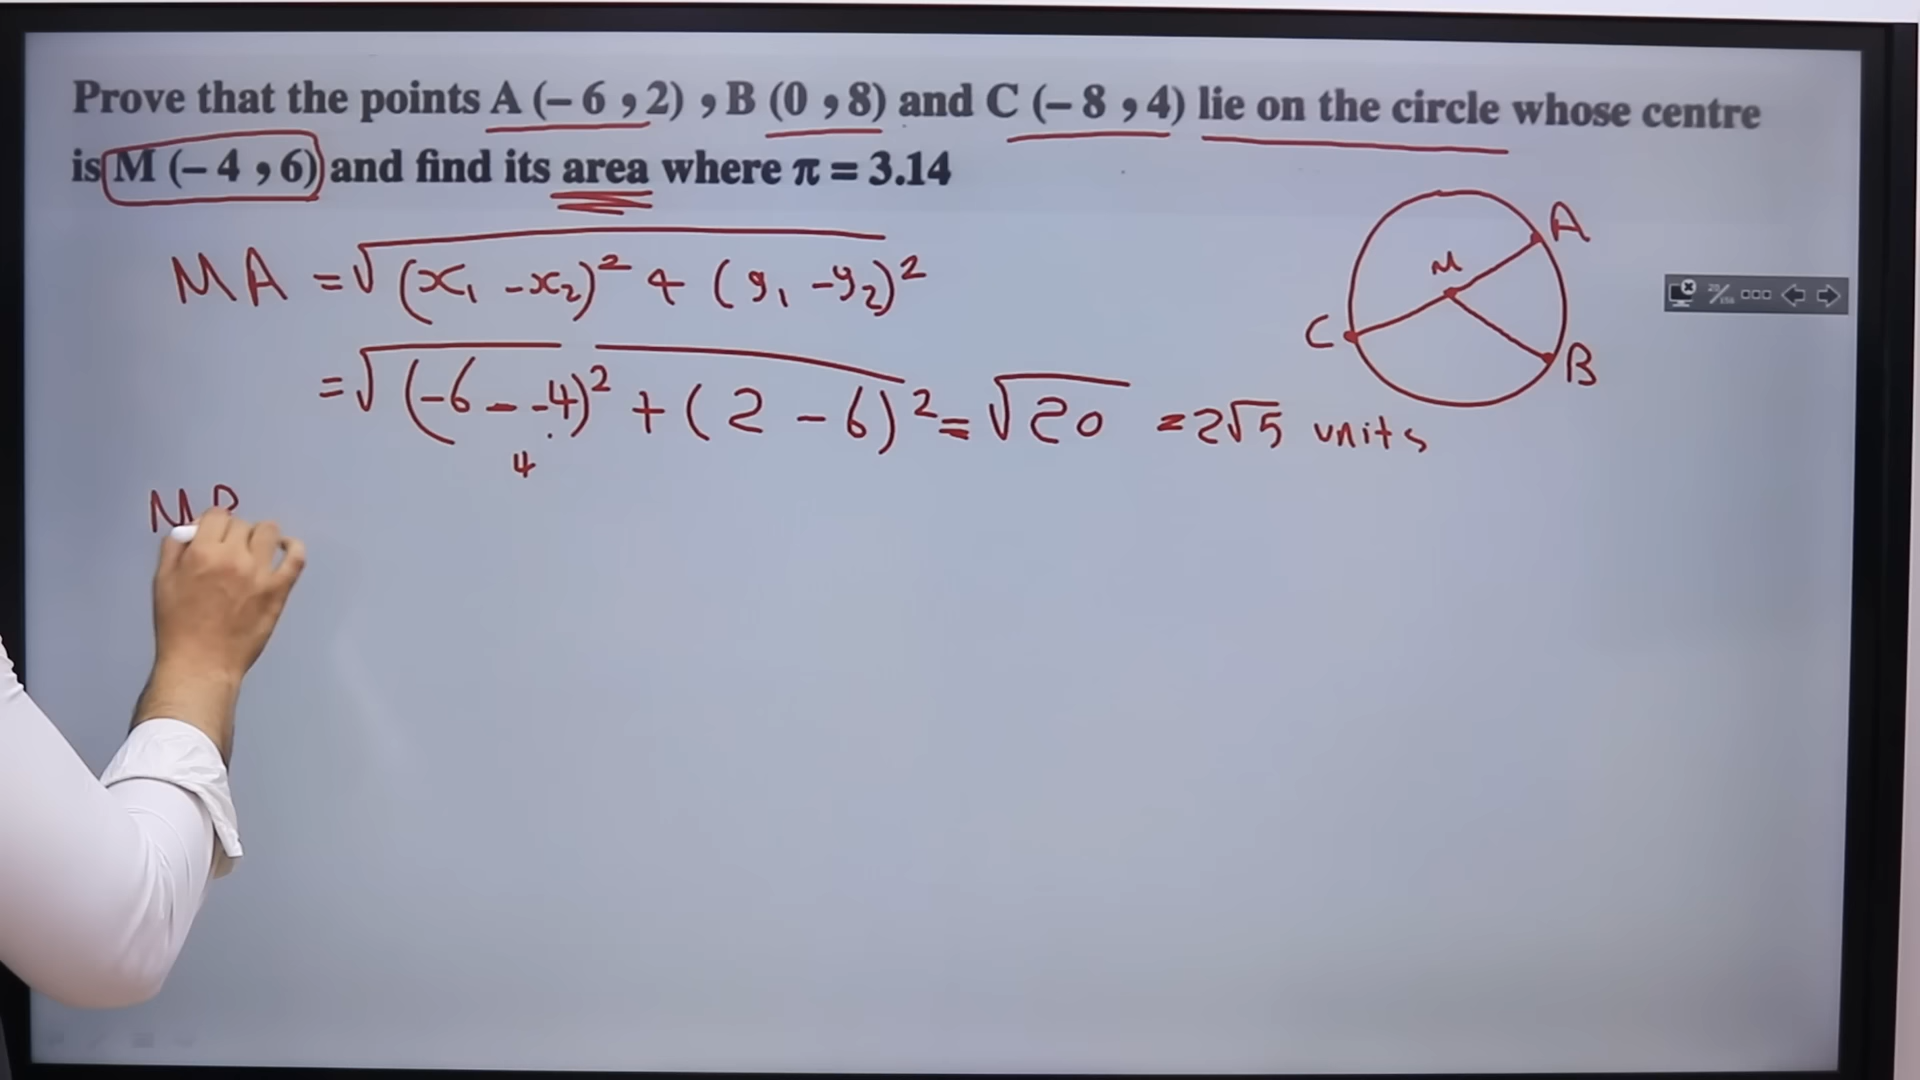 Prove that the points A (– 6 , 2) , B (0 , 8) and C (– 8 , 4) lie on the circle whose centre
is M (– 4 , 6) and find its area where π = 3.14
MA = √(x₁ - x₂)² + (y₁ - y₂)²
= √(-6 - -4)² + (2 - 6)² = √20 = 2√5 units
4
M
A
M
C
B